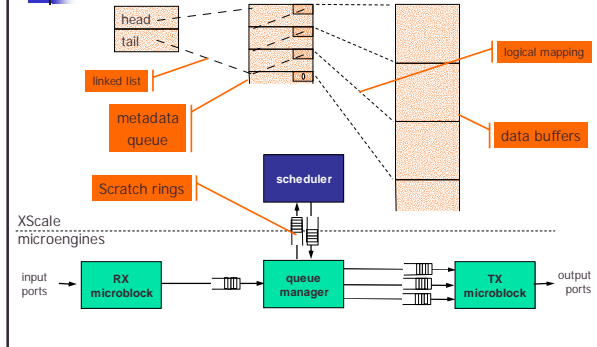 head
tail
linked list
metadata
queue
0
logical mapping
data buffers
scheduler
Scratch rings
XScale
microengines
input
ports
RX
microblock
queue
manager
TX
microblock
output
ports